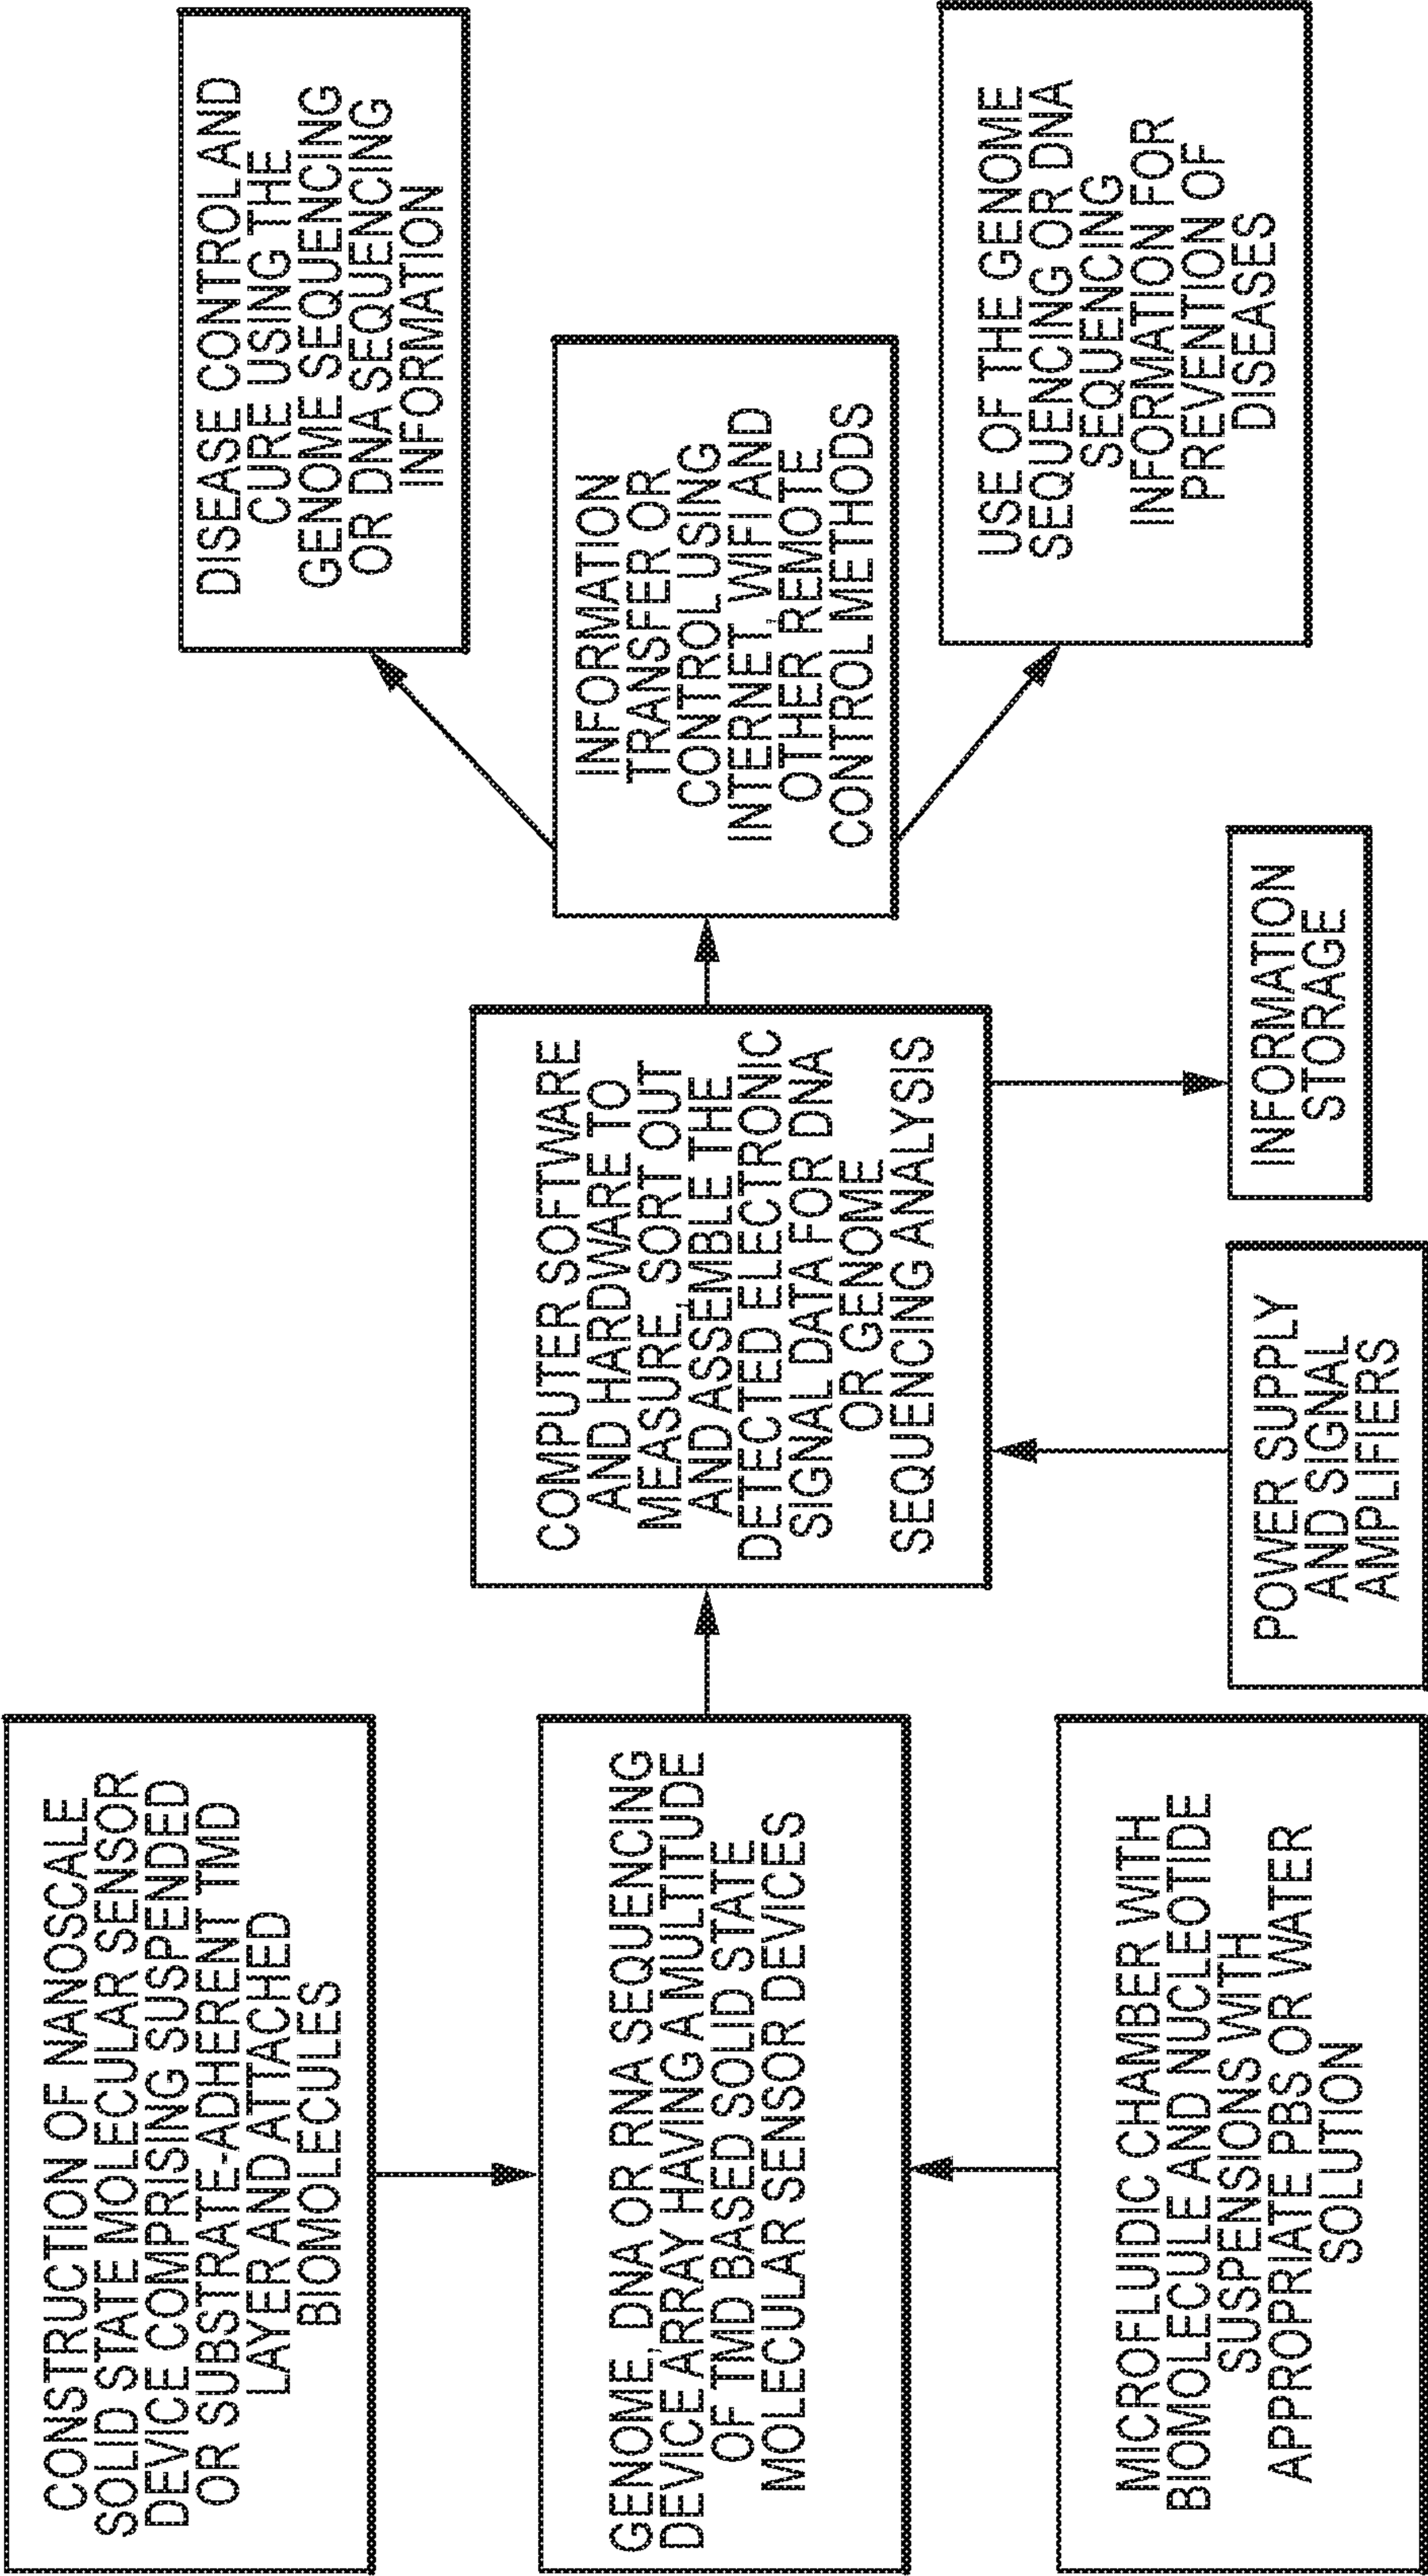 CONSTRUCTION OF NANOSCALE
SOLID STATE MOLECULAR SENSOR
DEVICE COMPRISING SUSPENDED
OR SUBSTRATE-ADHERENT TMD
LAYER AND ATTACHED
BIOMOLECULES
GENOME, DNA OR RNA SEQUENCING
DEVICE ARRAY HAVING A MULTITUDE
OF TMD BASED SOLID STATE
MOLECULAR SENSOR DEVICES
MICROFLUIDIC CHAMBER WITH
BIOMOLECULE AND NUCLEOTIDE
SUSPENSIONS WITH
APPROPRIATE PBS OR WATER
SOLUTION
COMPUTER SOFTWARE
AND HARDWARE TO
MEASURE, SORT OUT
AND ASSEMBLE THE
DETECTED ELECTRONIC
SIGNAL DATA FOR DNA
OR GENOME
SEQUENCING ANALYSIS
POWER SUPPLY
AND SIGNAL
AMPLIFIERS
INFORMATION
STORAGE
INFORMATION
TRANSFER OR
CONTROL USING
INTERNET, WIFI AND
OTHER REMOTE
CONTROL METHODS
DISEASE CONTROL AND
CURE USING THE
GENOME SEQUENCING
OR DNA SEQUENCING
INFORMATION
USE OF THE GENOME
SEQUENCING OR DNA
SEQUENCING
INFORMATION FOR
PREVENTION OF
DISEASES